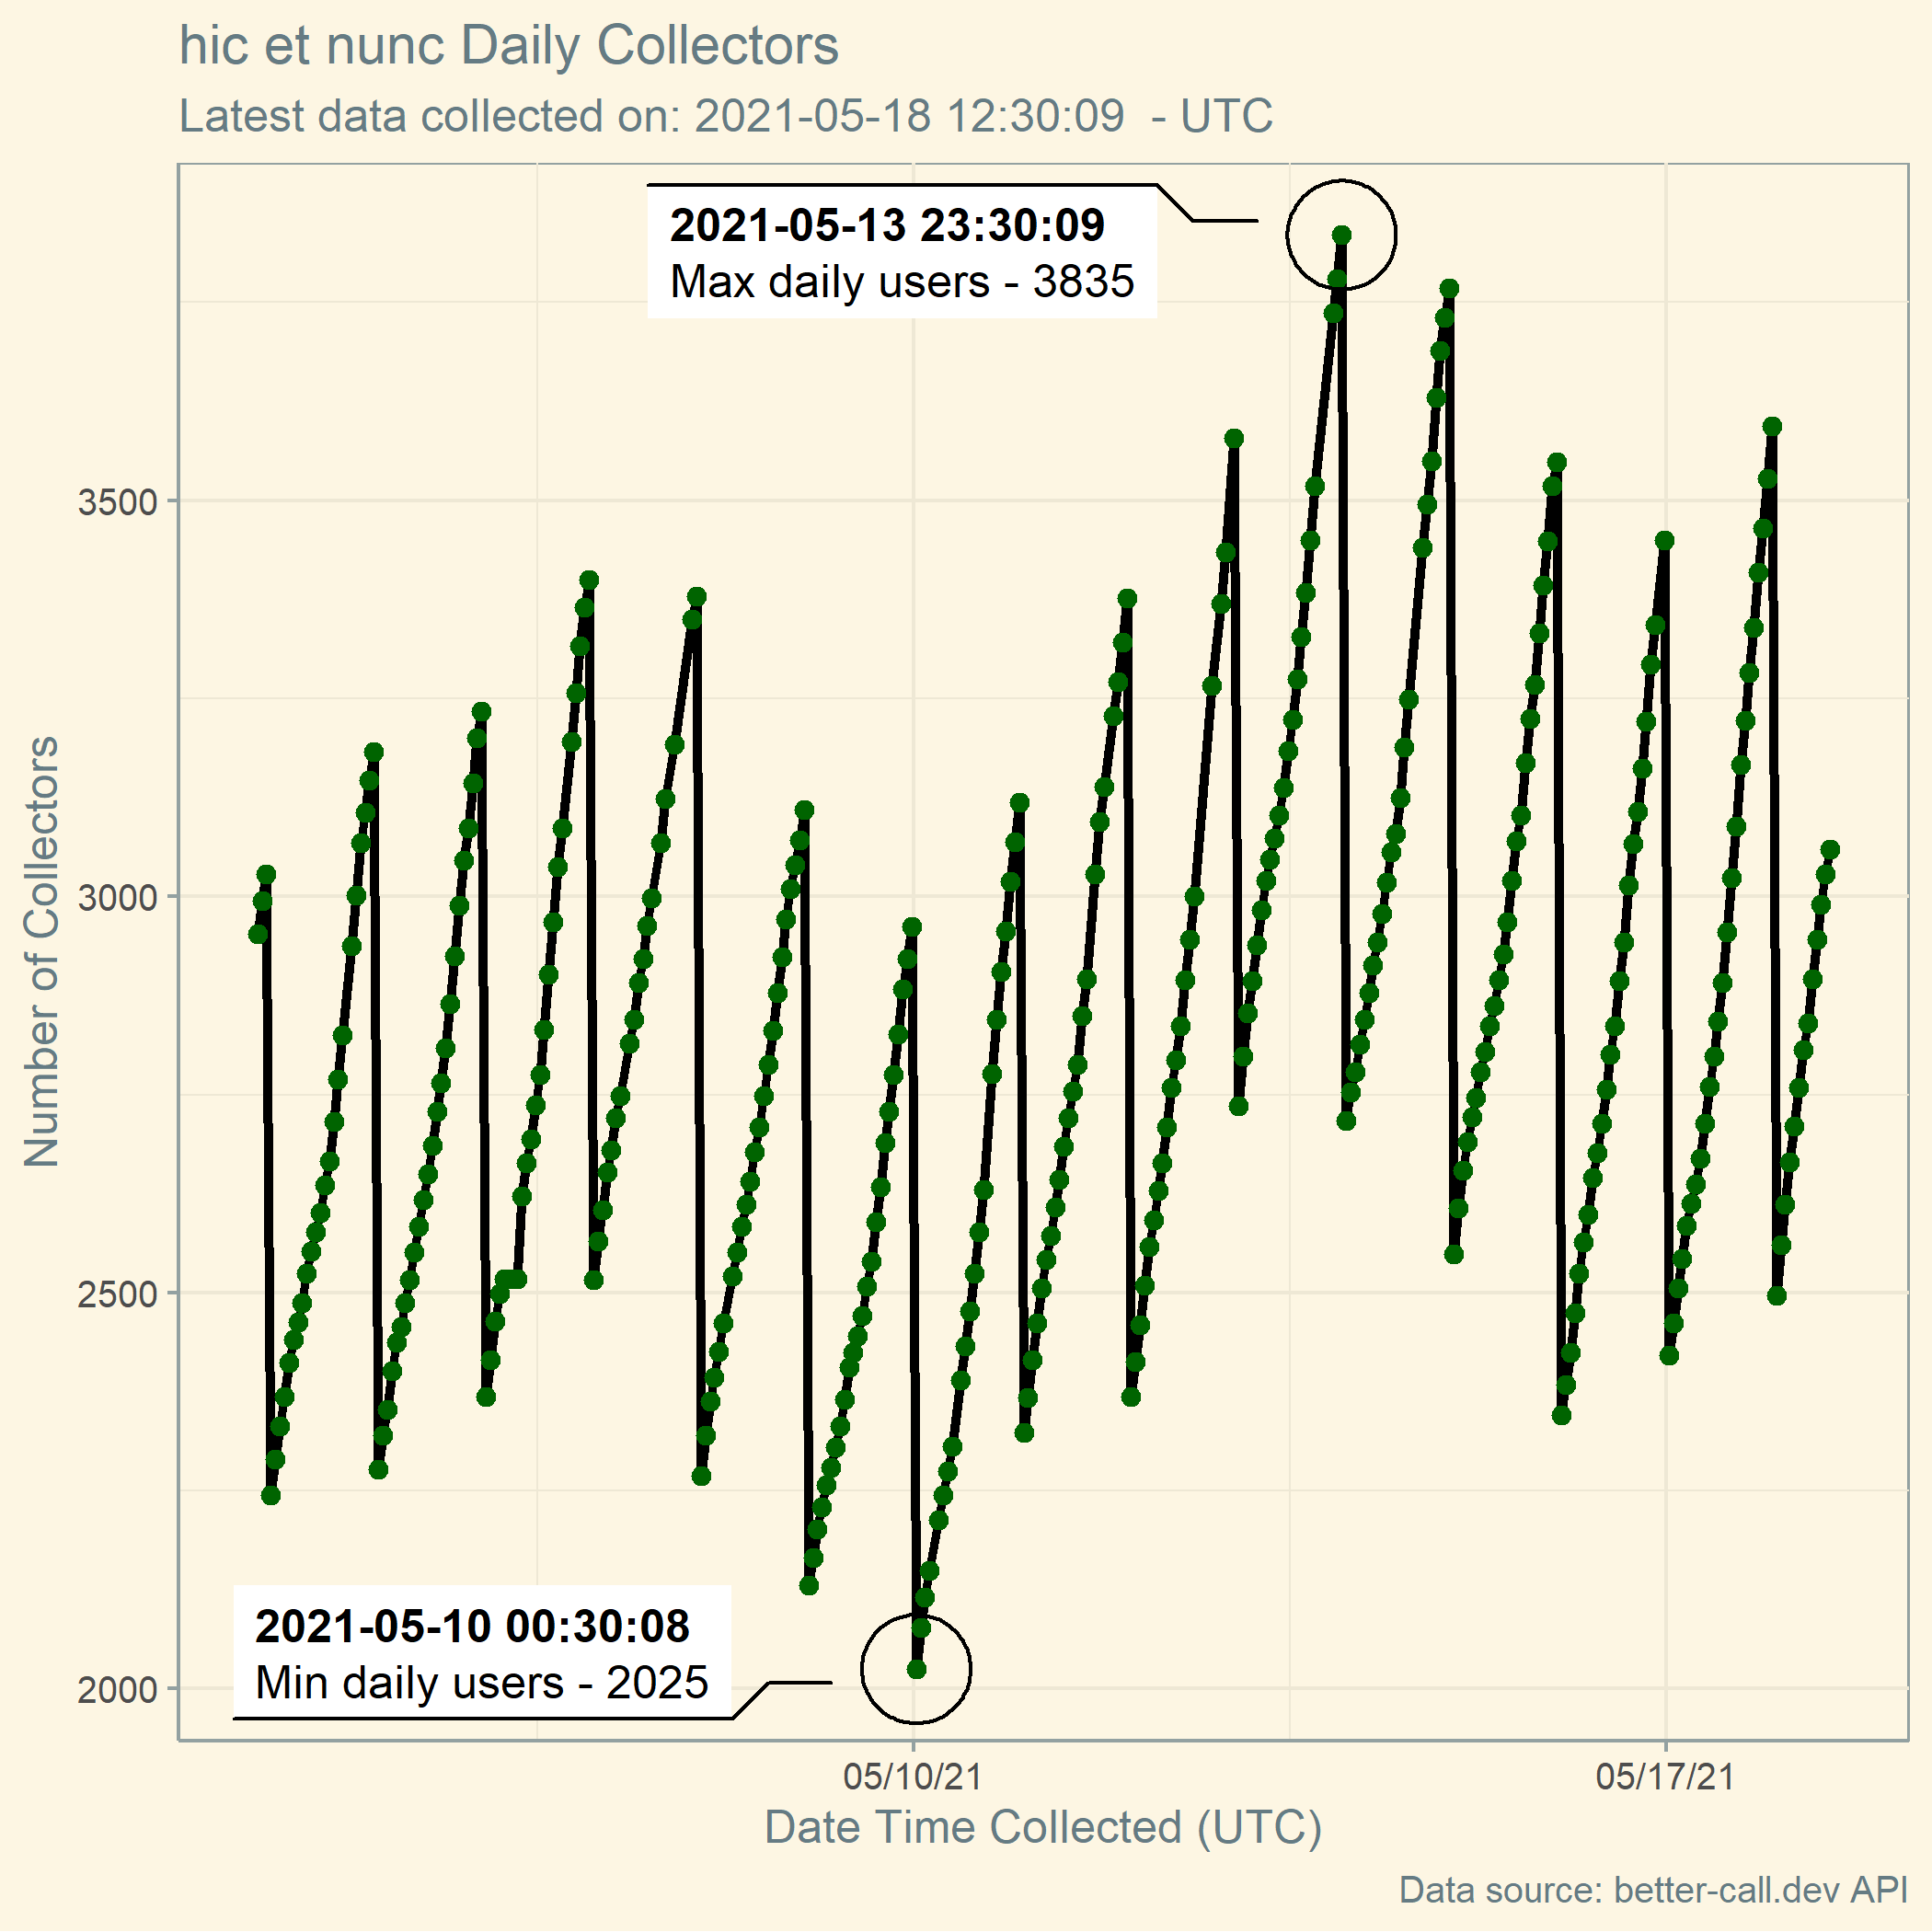 hic et nunc Daily Collectors
Latest data collected on: 2021-05-18 12:30:09  - UTC
2021-05-13 23:30:09
Max daily users - 3835
3500
3000
2500
2000
Number of Collectors
2021-05-10 00:30:08
Min daily users - 2025
05/10/21
05/17/21
Date Time Collected (UTC)
Data source: better-call.dev API